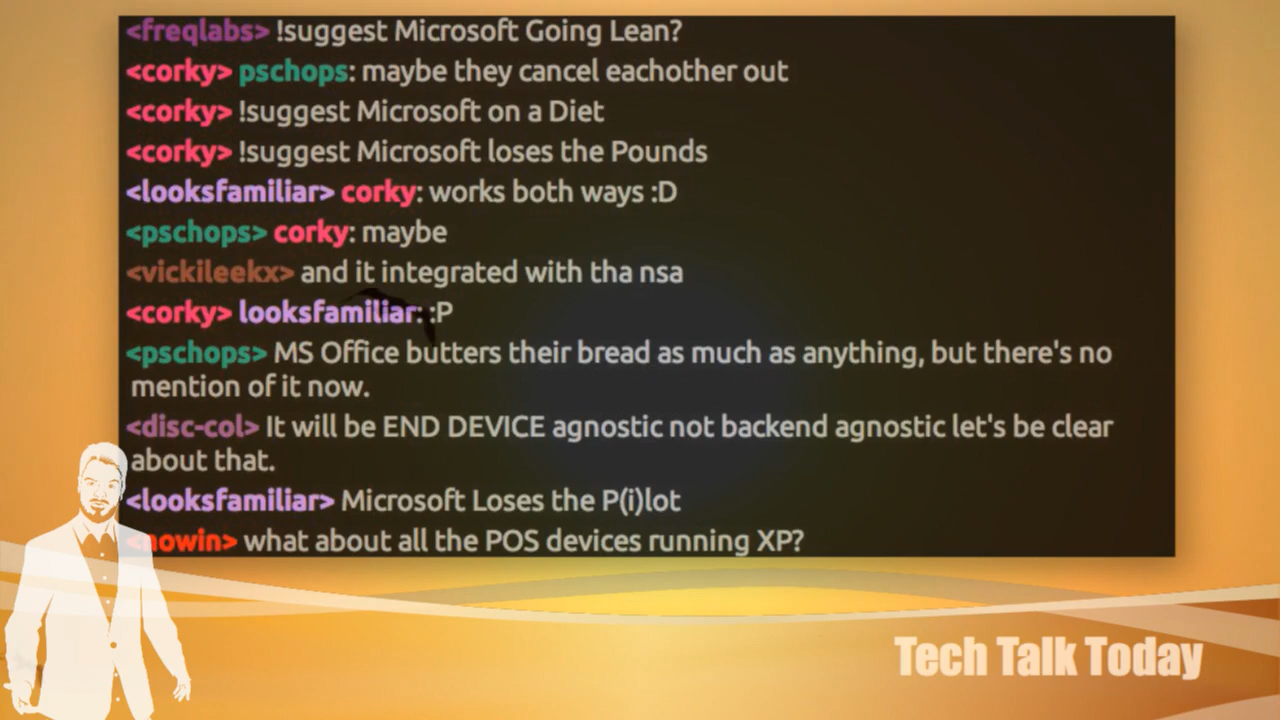 <freqlabs> !suggest Microsoft Going Lean?
<corky> pschops: maybe they cancel eachother out
<corky> !suggest Microsoft on a Diet
<corky> !suggest Microsoft loses the Pounds
<looksfamiliar> corky: works both ways :D
<pschops> corky: maybe
<vickileekx> and it integrated with tha nsa
<corky> looksfamiliar: :P
<pschops> MS Office butters their bread as much as anything, but there's no
mention of it now.
<disc-col> It will be END DEVICE agnostic not backend agnostic let's be clear
about that.
<looksfamiliar> Microsoft Loses the P(i)lot
<nowin> what about all the POS devices running XP?
Tech Talk Today